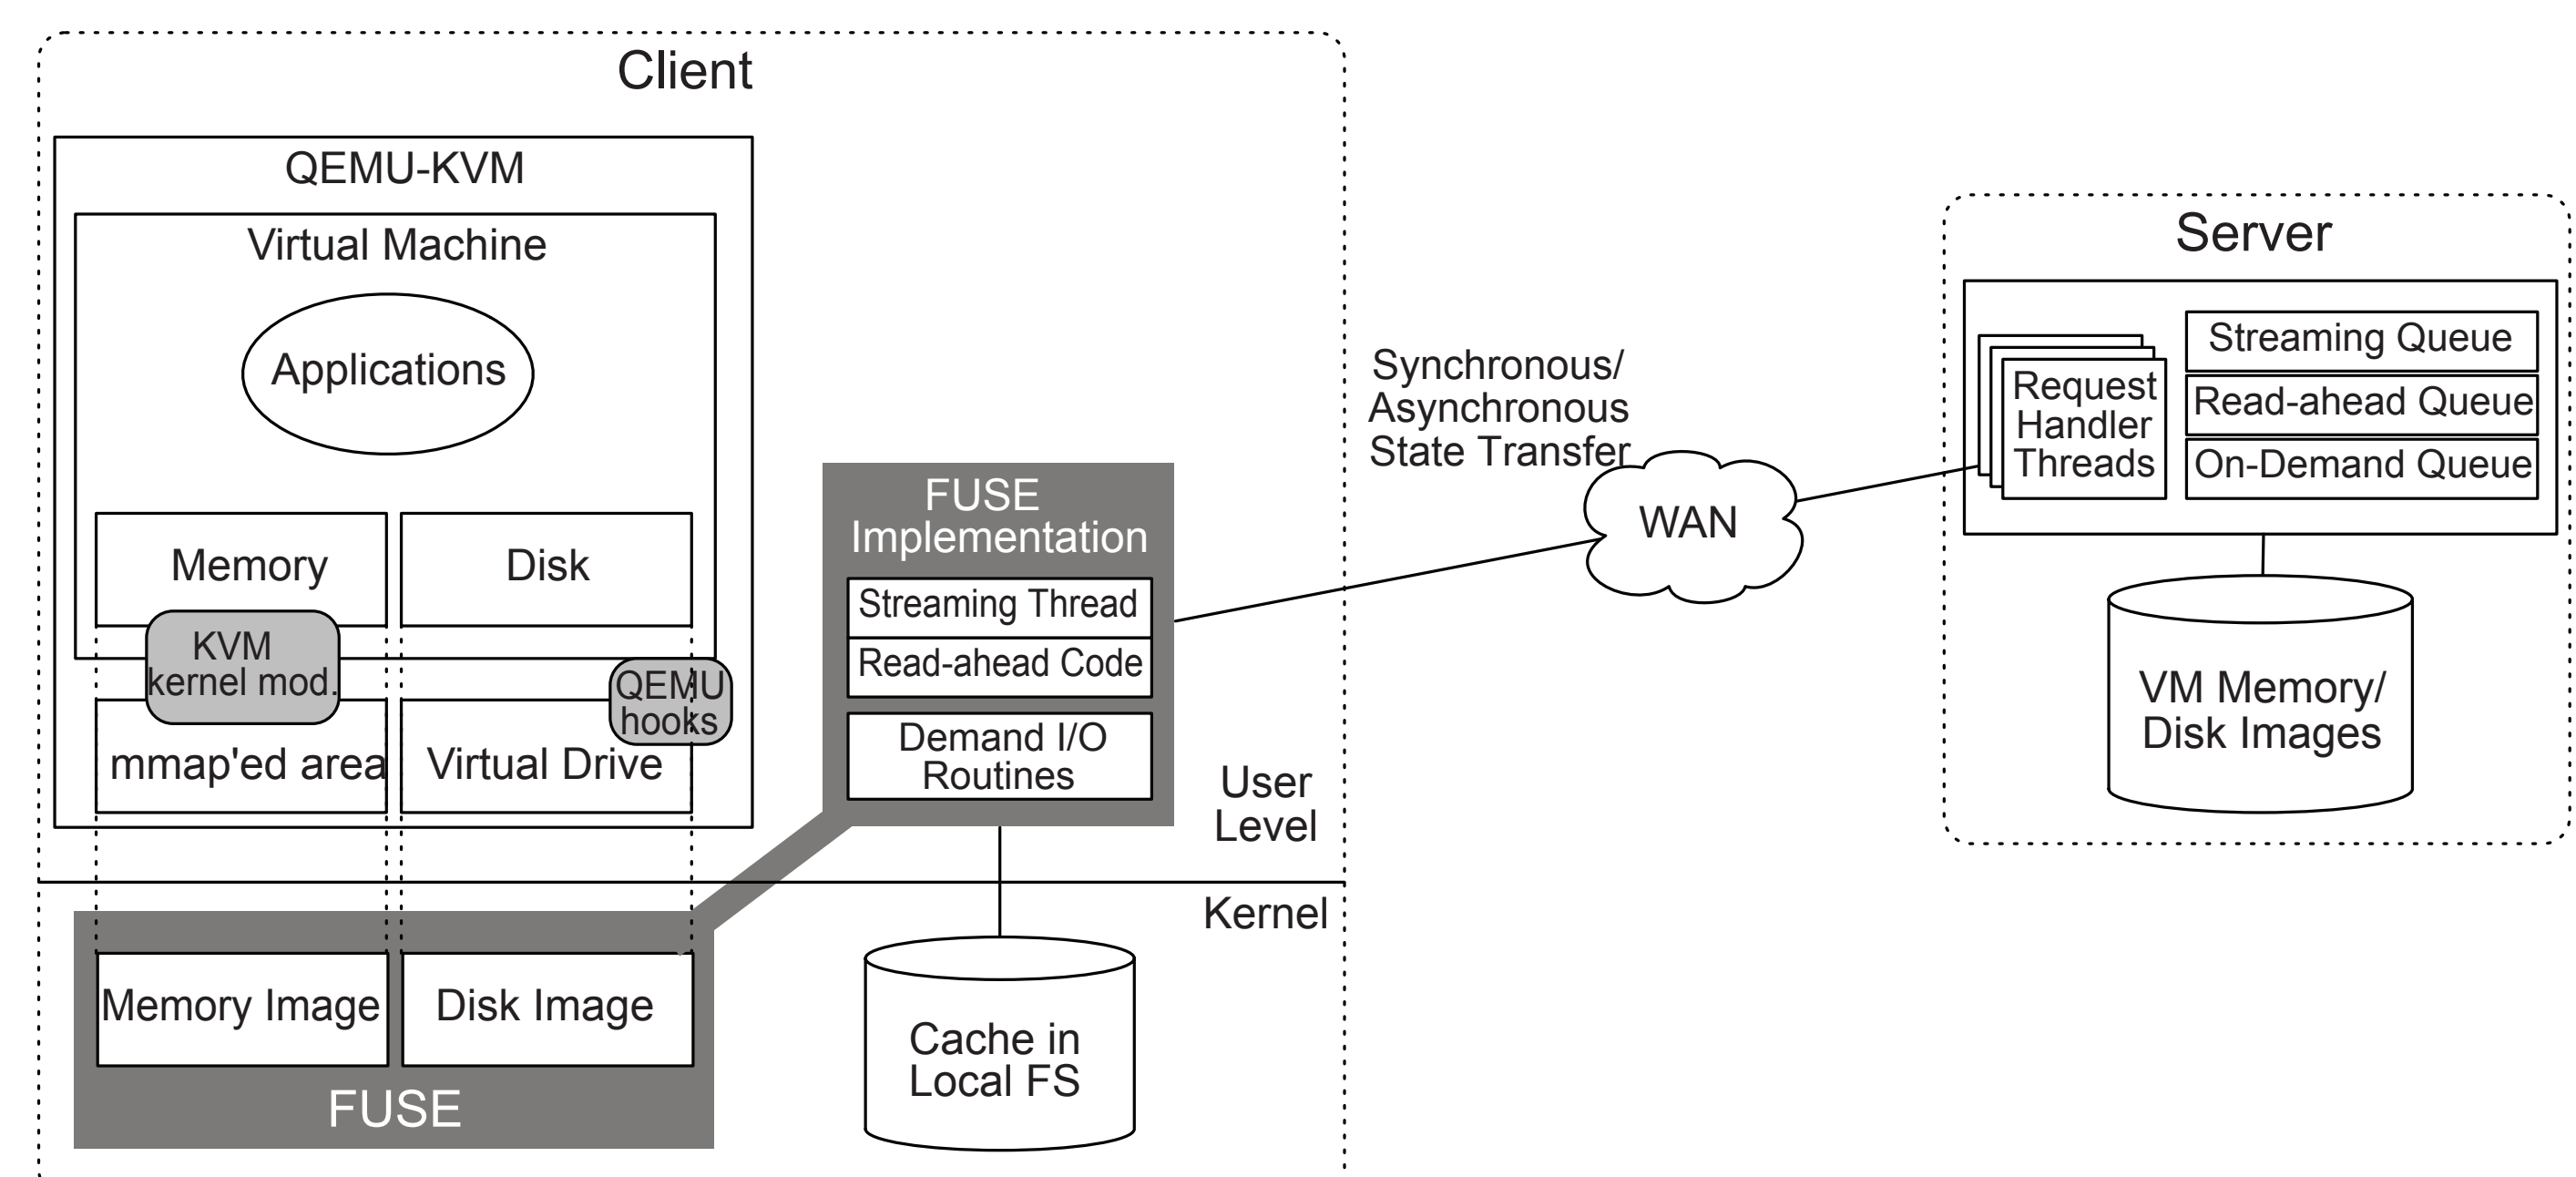 Client
QEMU-KVM
Virtual Machine
Applications
Memory
Disk
KVM
kernel mod.
QEMU
hooks
mmap'ed area
Virtual Drive
FUSE
Implementation
Streaming Thread
Read-ahead Code
Demand I/O
Routines
User
Level
Kernel
Memory Image
Disk Image
FUSE
Cache in
Local FS
Synchronous/
Asynchronous
State Transfer
WAN
Server
Request
Handler
Threads
Streaming Queue
Read-ahead Queue
On-Demand Queue
VM Memory/
Disk Images